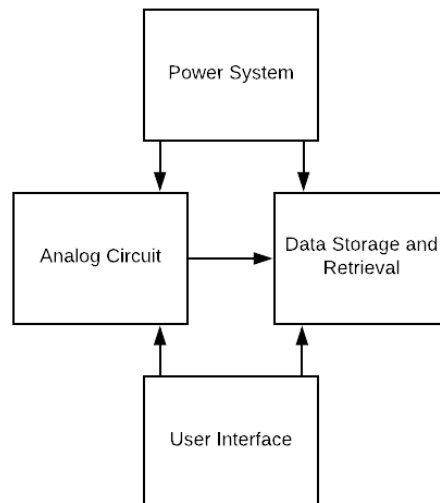 Power System
Analog Circuit
Data Storage and
Retrieval
User Interface